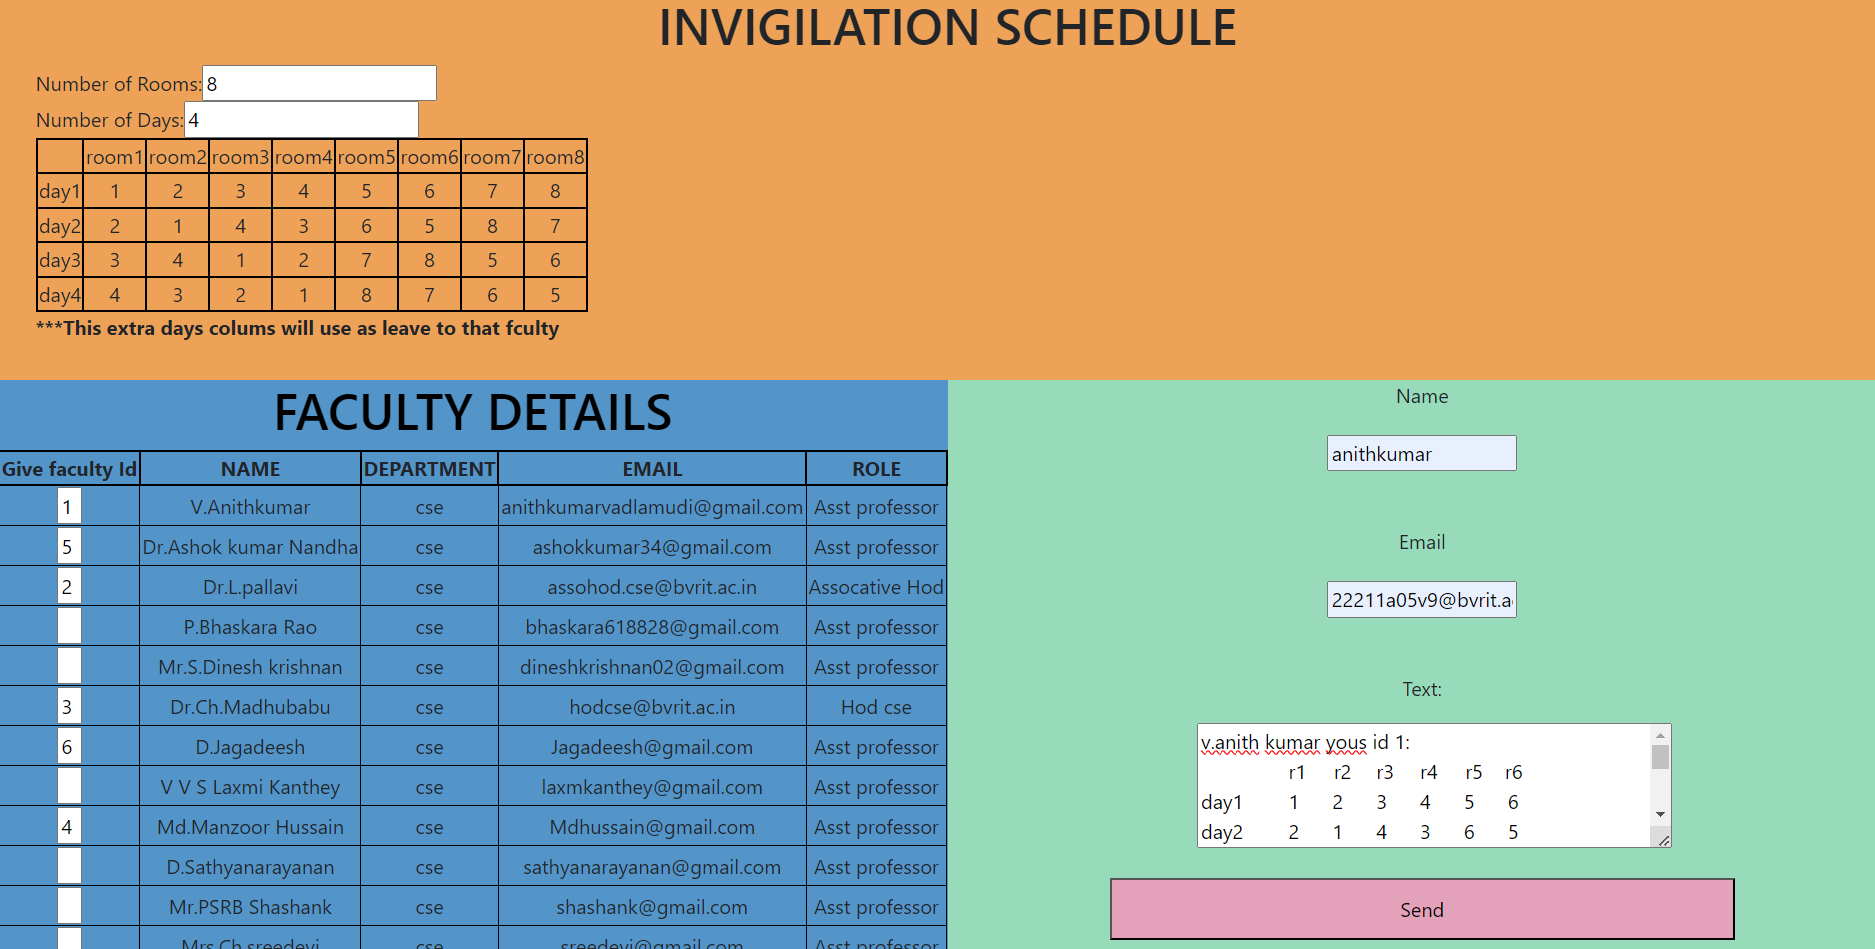 INVIGILATION SCHEDULE
Number of Rooms: 8
Number of Days: 4
room1 room2 room3 room4 room5 room6 room7 room8
day1 1 2 3 4 5 6 7 8
day2 2 1 4 3 6 5 8 7
day3 3 4 1 2 7 8 5 6
day4 4 3 2 1 8 7 6 5
***This extra days colums will use as leave to that fculty
FACULTY DETAILS
Give faculty Id NAME DEPARTMENT EMAIL ROLE
1 V.Anithkumar cse anithkumarvadlamudi@gmail.com Asst professor
5 Dr.Ashok kumar Nandha cse ashokkumar34@gmail.com Asst professor
2 Dr.L.pallavi cse assohod.cse@bvrit.ac.in Assocative Hod
P.Bhaskara Rao cse bhaskara618828@gmail.com Asst professor
Mr.S.Dinesh krishnan cse dineshkrishnan02@gmail.com Asst professor
3 Dr.Ch.Madhubabu cse hodcse@bvrit.ac.in Hod cse
6 D.Jagadeesh cse Jagadeesh@gmail.com Asst professor
V V S Laxmi Kanthey cse laxmkanthey@gmail.com Asst professor
4 Md.Manzoor Hussain cse Mdhussain@gmail.com Asst professor
D.Sathyanarayanan cse sathyanarayanan@gmail.com Asst professor
Mr.PSRB Shashank cse shashank@gmail.com Asst professor
Mrs.Ch.sreedevi cse sreedevi@gmail.com Asst professor
Name
anithkumar
Email
22211a05v9@bvrit.a
Text:
v.anith kumar yous id 1:
r1 r2 r3 r4 r5 r6
day1 1 2 3 4 5 6
day2 2 1 4 3 6 5
Send